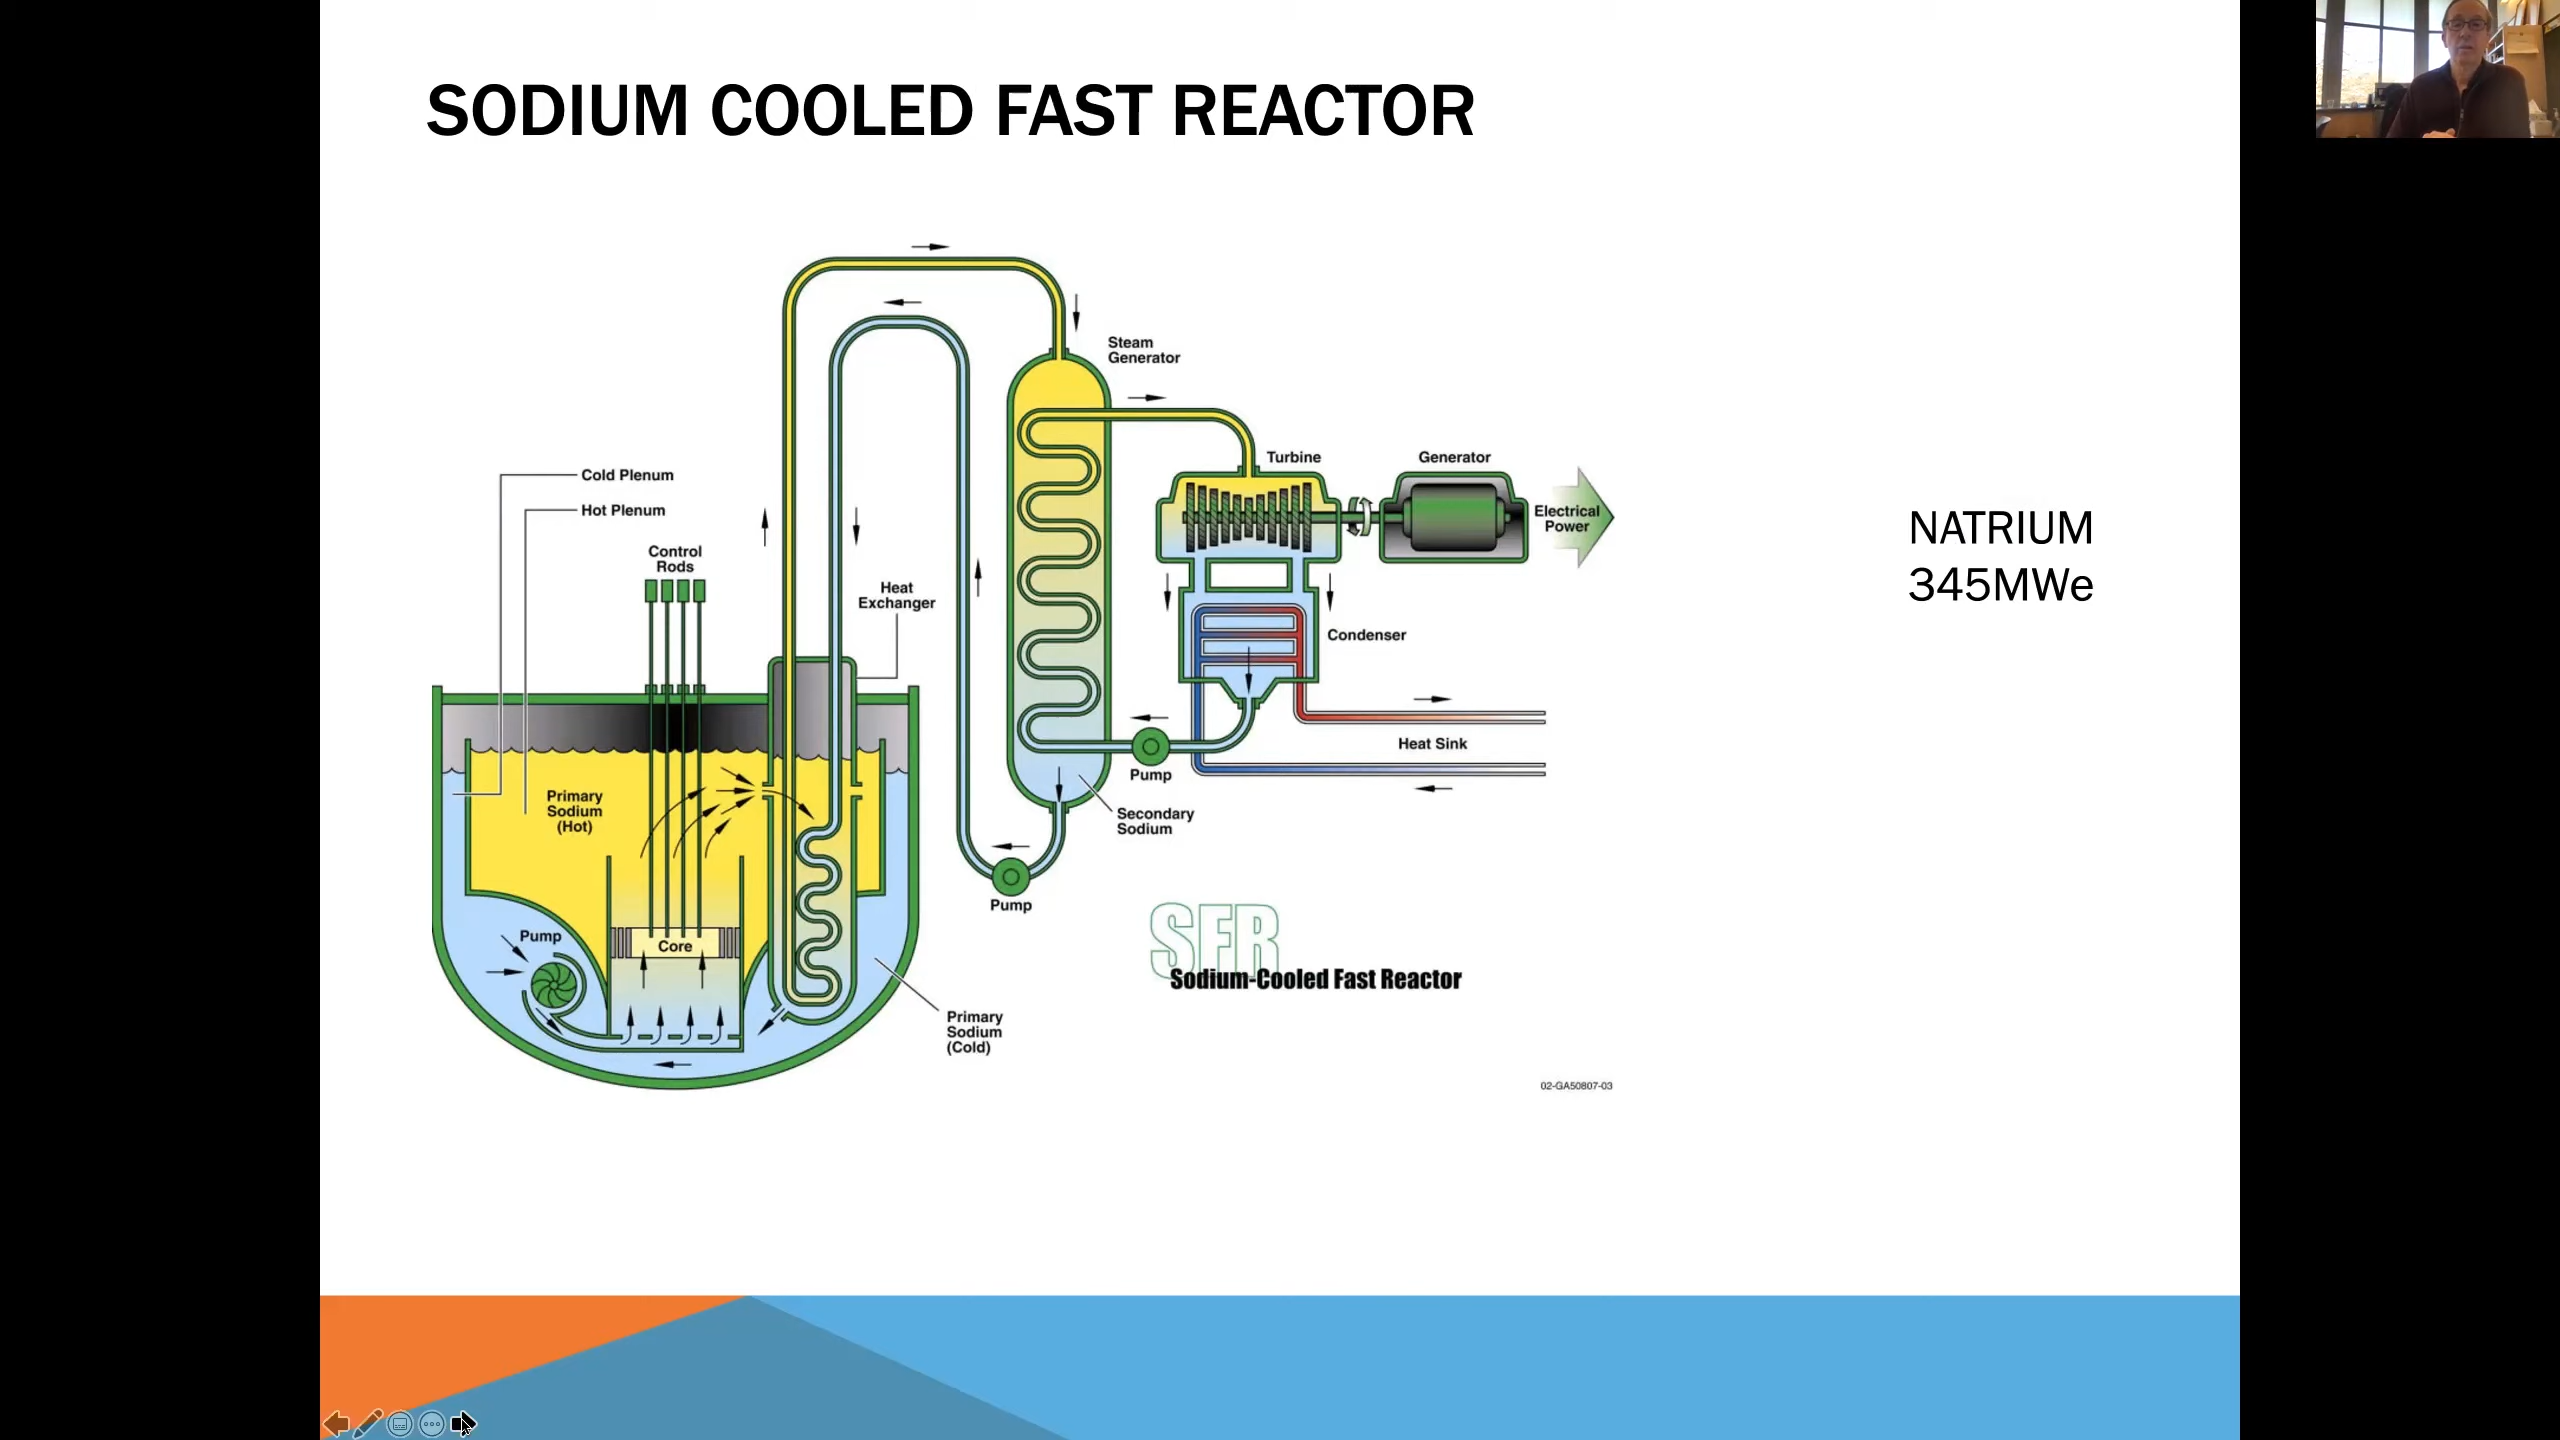 SODIUM COOLED FAST REACTOR
Steam
Generator
Turbine
Generator
Electrical
Power
Cold Plenum
Hot Plenum
Control
Rods
Heat
Exchanger
Condenser
Heat Sink
Pump
Secondary
Sodium
Primary
Sodium
(Hot)
Pump
Pump
Core
Primary
Sodium
(Cold)
SFR
Sodium-Cooled Fast Reactor
02-GA50807-03
NATRIUM
345MWe